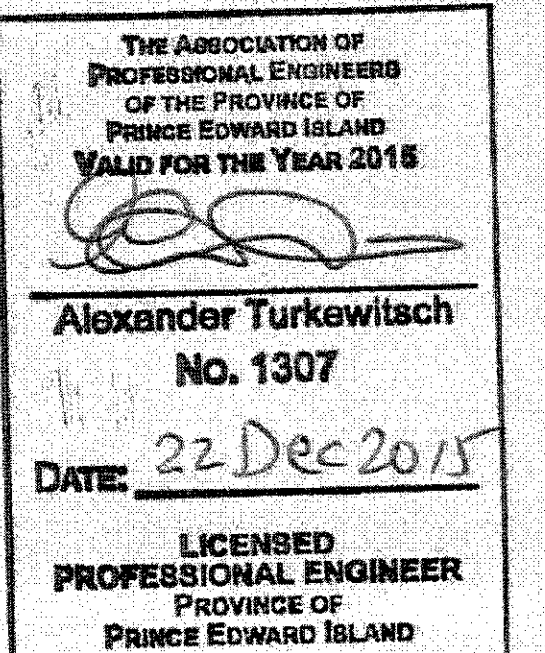 THE ASSOCIATION OF
PROFESSIONAL ENGINEERS
OF THE PROVINCE OF
PRINCE EDWARD ISLAND
VALID FOR THE YEAR 2015
Alexander Turkewitsch
No. 1307
DATE: 22 Dec 2015
LICENSED
PROFESSIONAL ENGINEER
PROVINCE OF
PRINCE EDWARD ISLAND